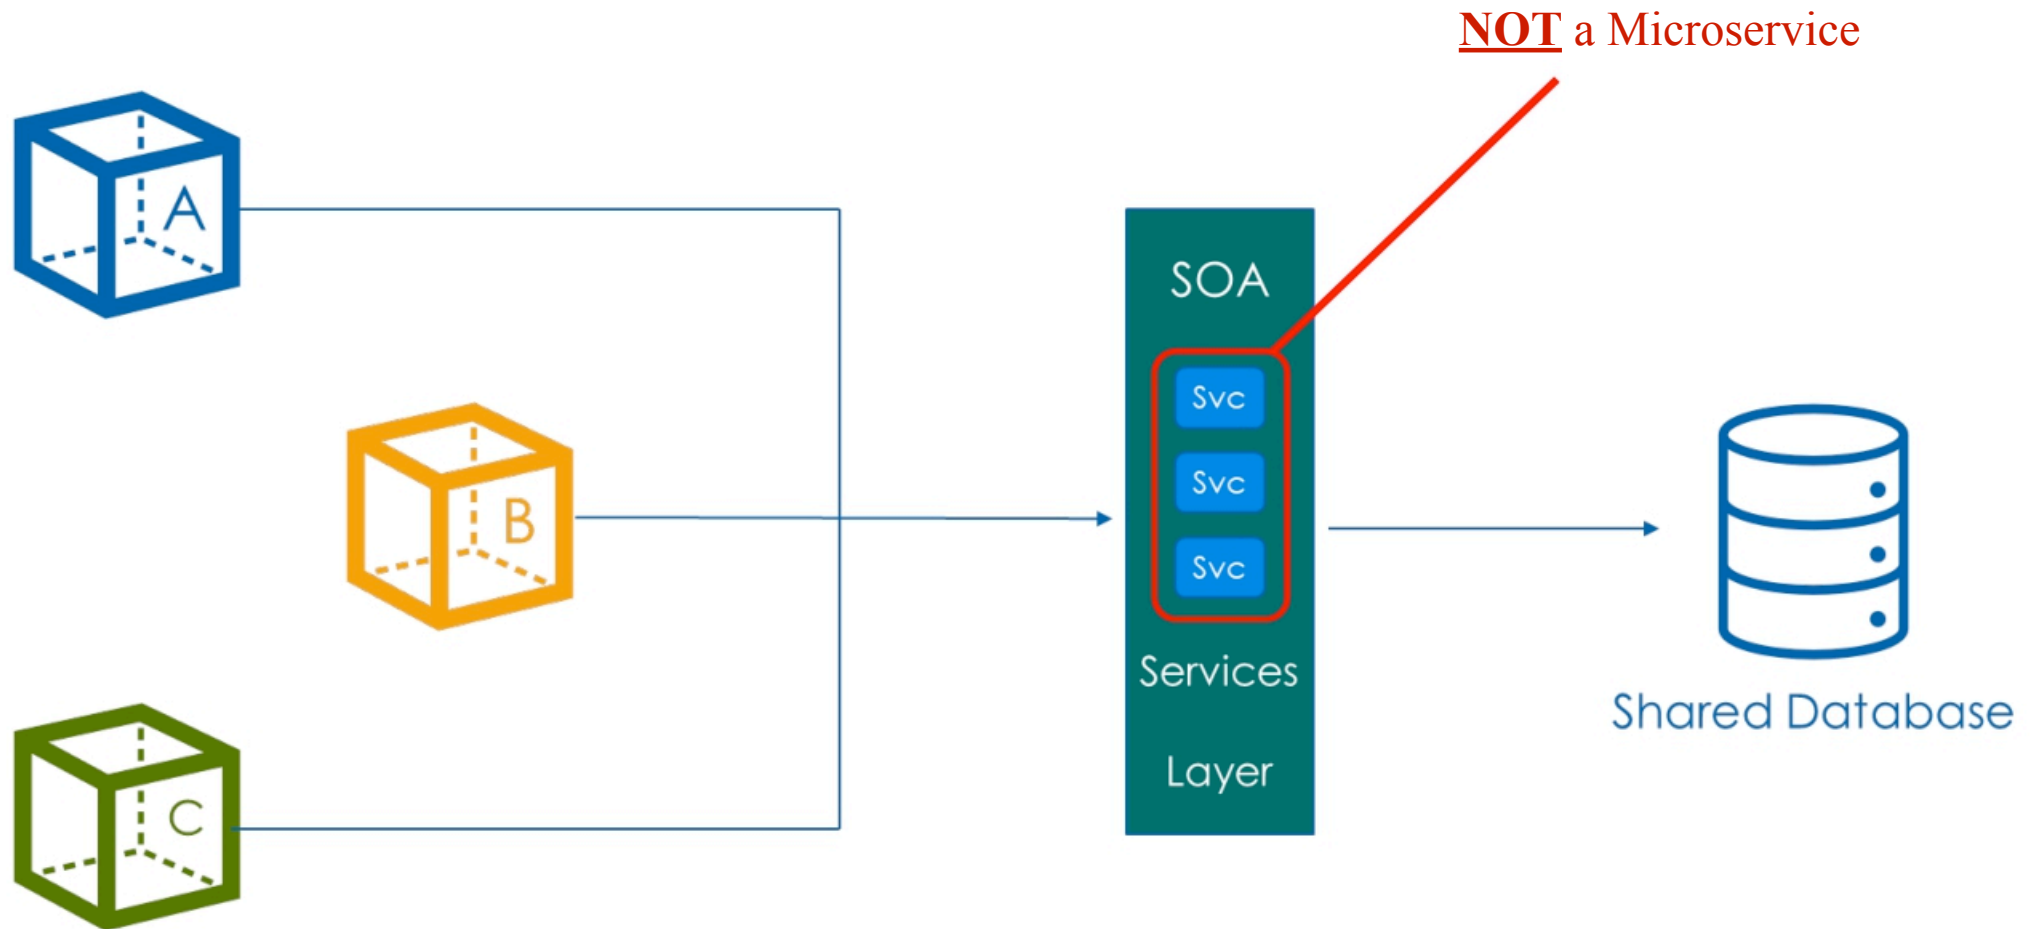 NOT a Microservice
A
B
C
SOA
Svc
Svc
Svc
Services
Layer
Shared Database